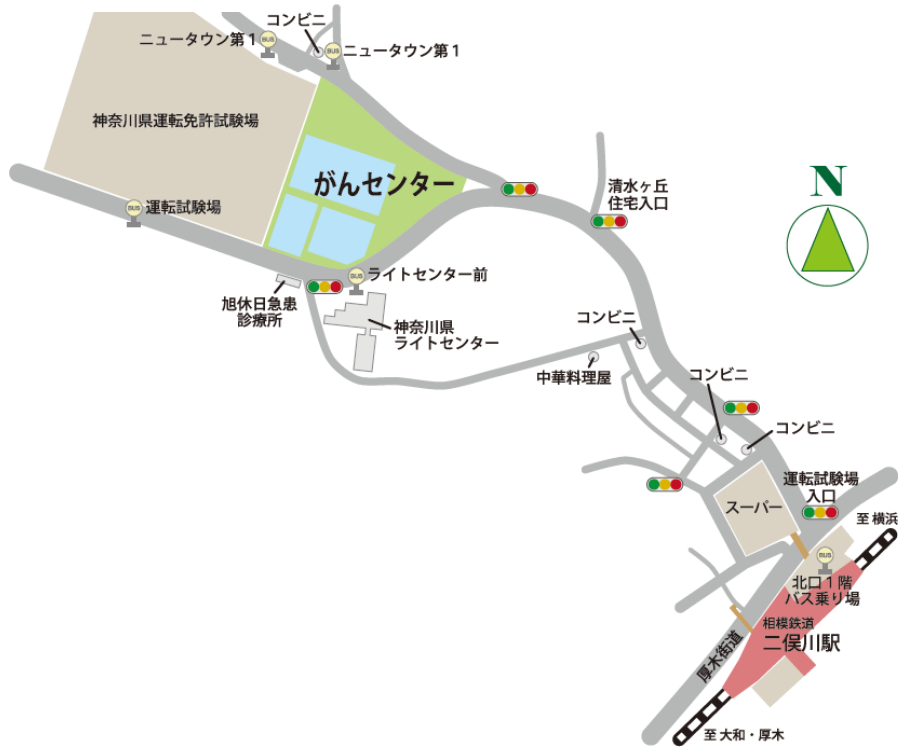 コンビニ
ニュータウン第1
BUS
BUS
ニュータウン第1
神奈川県運転免許試験場
がんセンター
N
清水ヶ丘
住宅入口
BUS
運転試験場
BUS
ライトセンター前
旭休日急患
診療所
神奈川県
ライトセンター
コンビニ
中華料理屋
コンビニ
コンビニ
運転試験場
入口
スーパー
至 横浜
BUS
北口1階
バス乗り場
相模鉄道
二俣川駅
厚木街道
至 大和・厚木